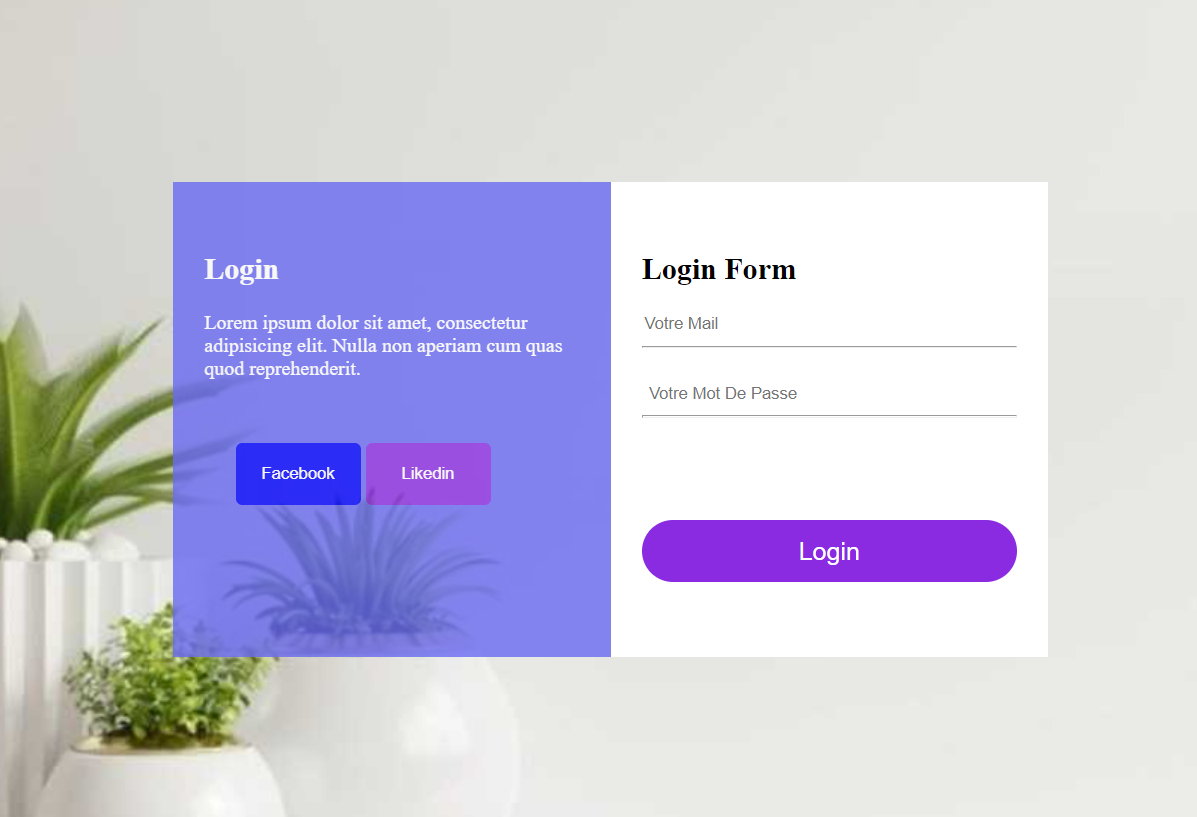 Login
Lorem ipsum dolor sit amet, consectetur
adipisicing elit. Nulla non aperiam cum quas
quod reprehenderit.
Facebook
Likedin
Login Form
Votre Mail
Votre Mot De Passe
Login